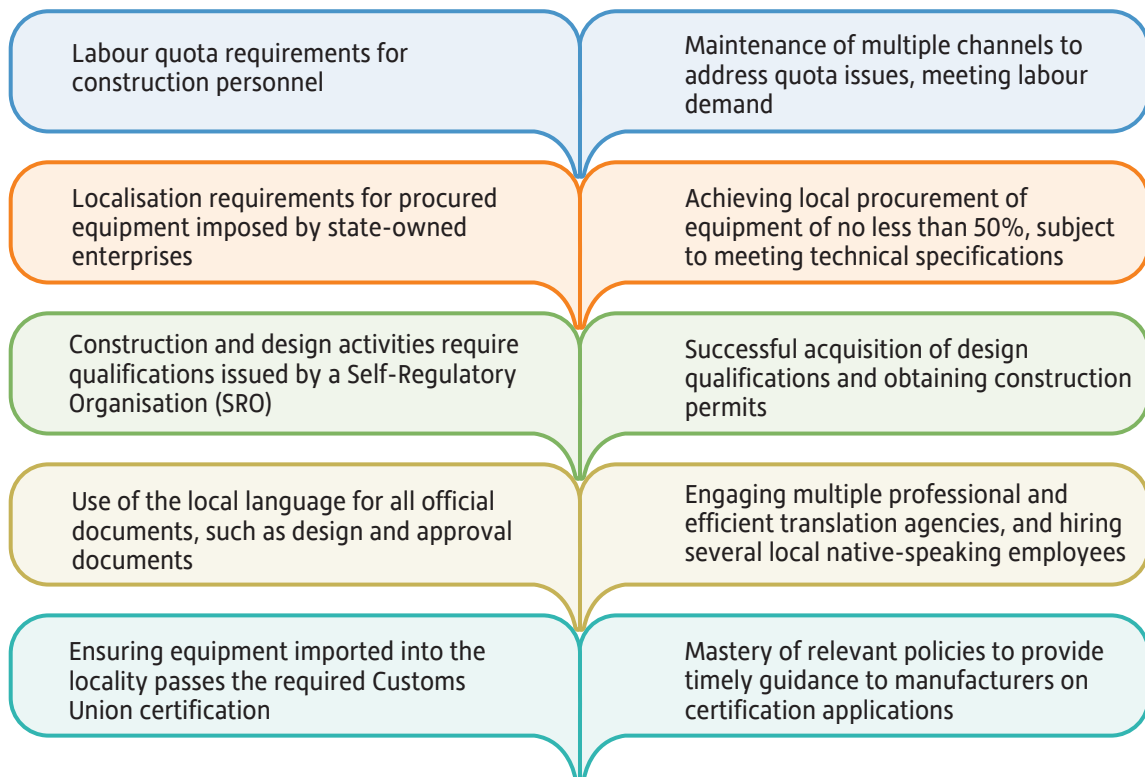 Labour quota requirements for
construction personnel
Maintenance of multiple channels to
address quota issues, meeting labour
demand
Localisation requirements for procured
equipment imposed by state-owned
enterprises
Achieving local procurement of
equipment of no less than 50%, subject
to meeting technical specifications
Construction and design activities require
qualifications issued by a Self-Regulatory
Organisation (SRO)
Successful acquisition of design
qualifications and obtaining construction
permits
Use of the local language for all official
documents, such as design and approval
documents
Engaging multiple professional and
efficient translation agencies, and hiring
several local native-speaking employees
Ensuring equipment imported into the
locality passes the required Customs
Union certification
Mastery of relevant policies to provide
timely guidance to manufacturers on
certification applications